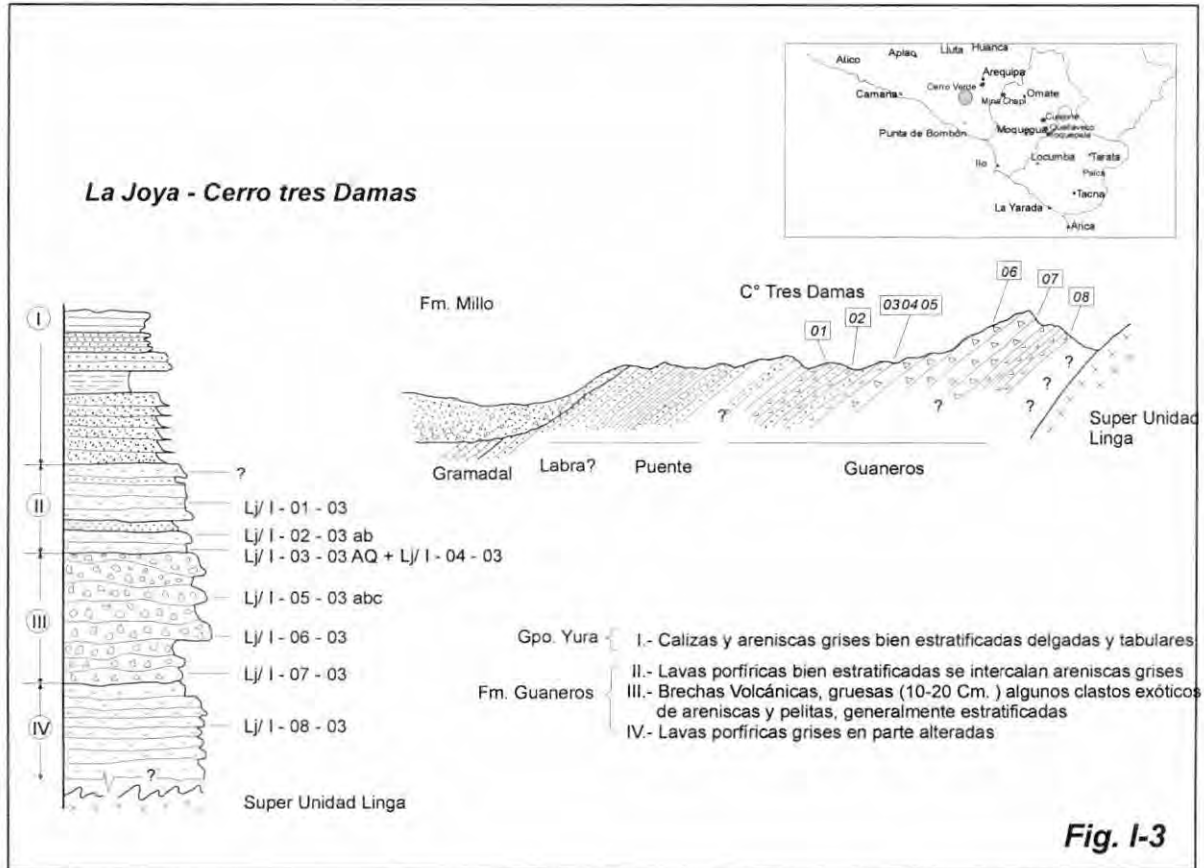 Alico
Aplao
Lluta
Huanca
Arequipa
Cerro Verde
Camaná
Mina Chapi
Omate
Cuajone
Punta de Bombón
Moquegua
Quellaveco
Toquepala
Ilo
Locumba
Tarata
Palca
Tacna
La Yarada
Arica
La Joya - Cerro tres Damas
Fm. Millo
C° Tres Damas
01
02
03 04 05
06
07
08
?
?
?
?
?
Super Unidad
Linga
Gramadal
Labra?
Puente
Guaneros
I
II
III
IV
?
Lj/ I - 01 - 03
Lj/ I - 02 - 03 ab
Lj/ I - 03 - 03 AQ + Lj/ I - 04 - 03
Lj/ I - 05 - 03 abc
Lj/ I - 06 - 03
Lj/ I - 07 - 03
Lj/ I - 08 - 03
?
Super Unidad Linga
Gpo. Yura
I.- Calizas y areniscas grises bien estratificadas delgadas y tabulares
Fm. Guaneros
II.- Lavas porfíricas bien estratificadas se intercalan areniscas grises
III.- Brechas Volcánicas, gruesas (10-20 Cm. ) algunos clastos exóticos
de areniscas y pelitas, generalmente estratificadas
IV.- Lavas porfíricas grises en parte alteradas
Fig. I-3